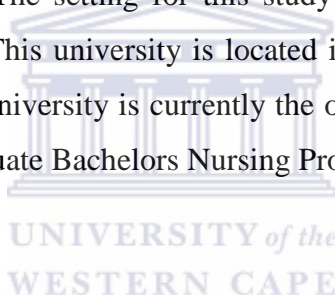 The setting for this study
This university is located i
niversity is currently the o
uate Bachelors Nursing Pro
UNIVERSITY of the
WESTERN CAPE